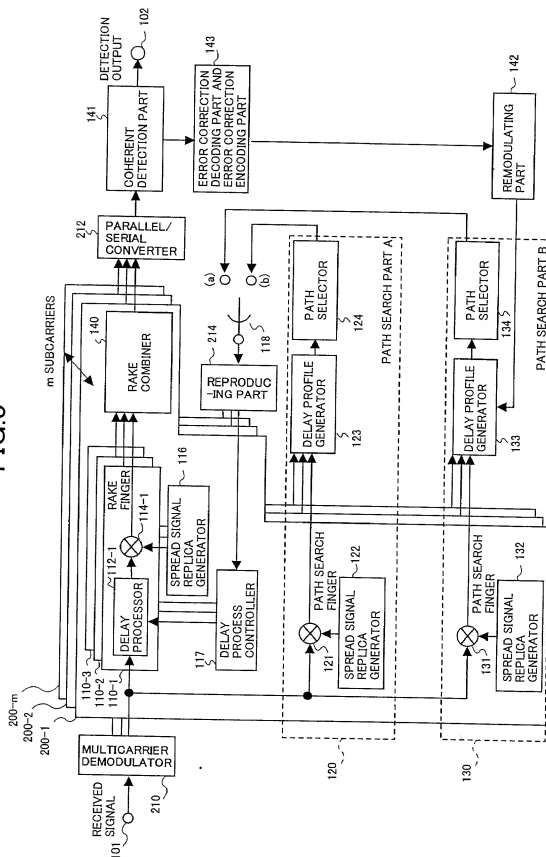 RECEIVED SIGNAL
101
MULTICARRIER
DEMODULATOR
210
200-m
200-2
200-1
110-3
110-2
110-1
112-1
DELAY
PROCESSOR
114-1
RAKE
FINGER
116
SPREAD SIGNAL
REPLICA
GENERATOR
117
DELAY
PROCESS
CONTROLLER
m SUBCARRIERS
140
RAKE
COMBINER
212
PARALLEL/
SERIAL
CONVERTER
141
COHERENT
DETECTION PART
DETECTION
OUTPUT
102
143
ERROR CORRECTION
DECODING PART AND
ERROR CORRECTION
ENCODING PART
142
REMODULATING
PART
214
REPRODUC
-ING PART
118
(a)
(b)
120
121
PATH SEARCH
FINGER
122
SPREAD SIGNAL
REPLICA
GENERATOR
DELAY PROFILE
GENERATOR
123
PATH
SELECTOR
124
PATH SEARCH PART A
130
131
PATH SEARCH
FINGER
132
SPREAD SIGNAL
REPLICA
GENERATOR
DELAY PROFILE
GENERATOR
133
PATH
SELECTOR
134
PATH SEARCH PART B